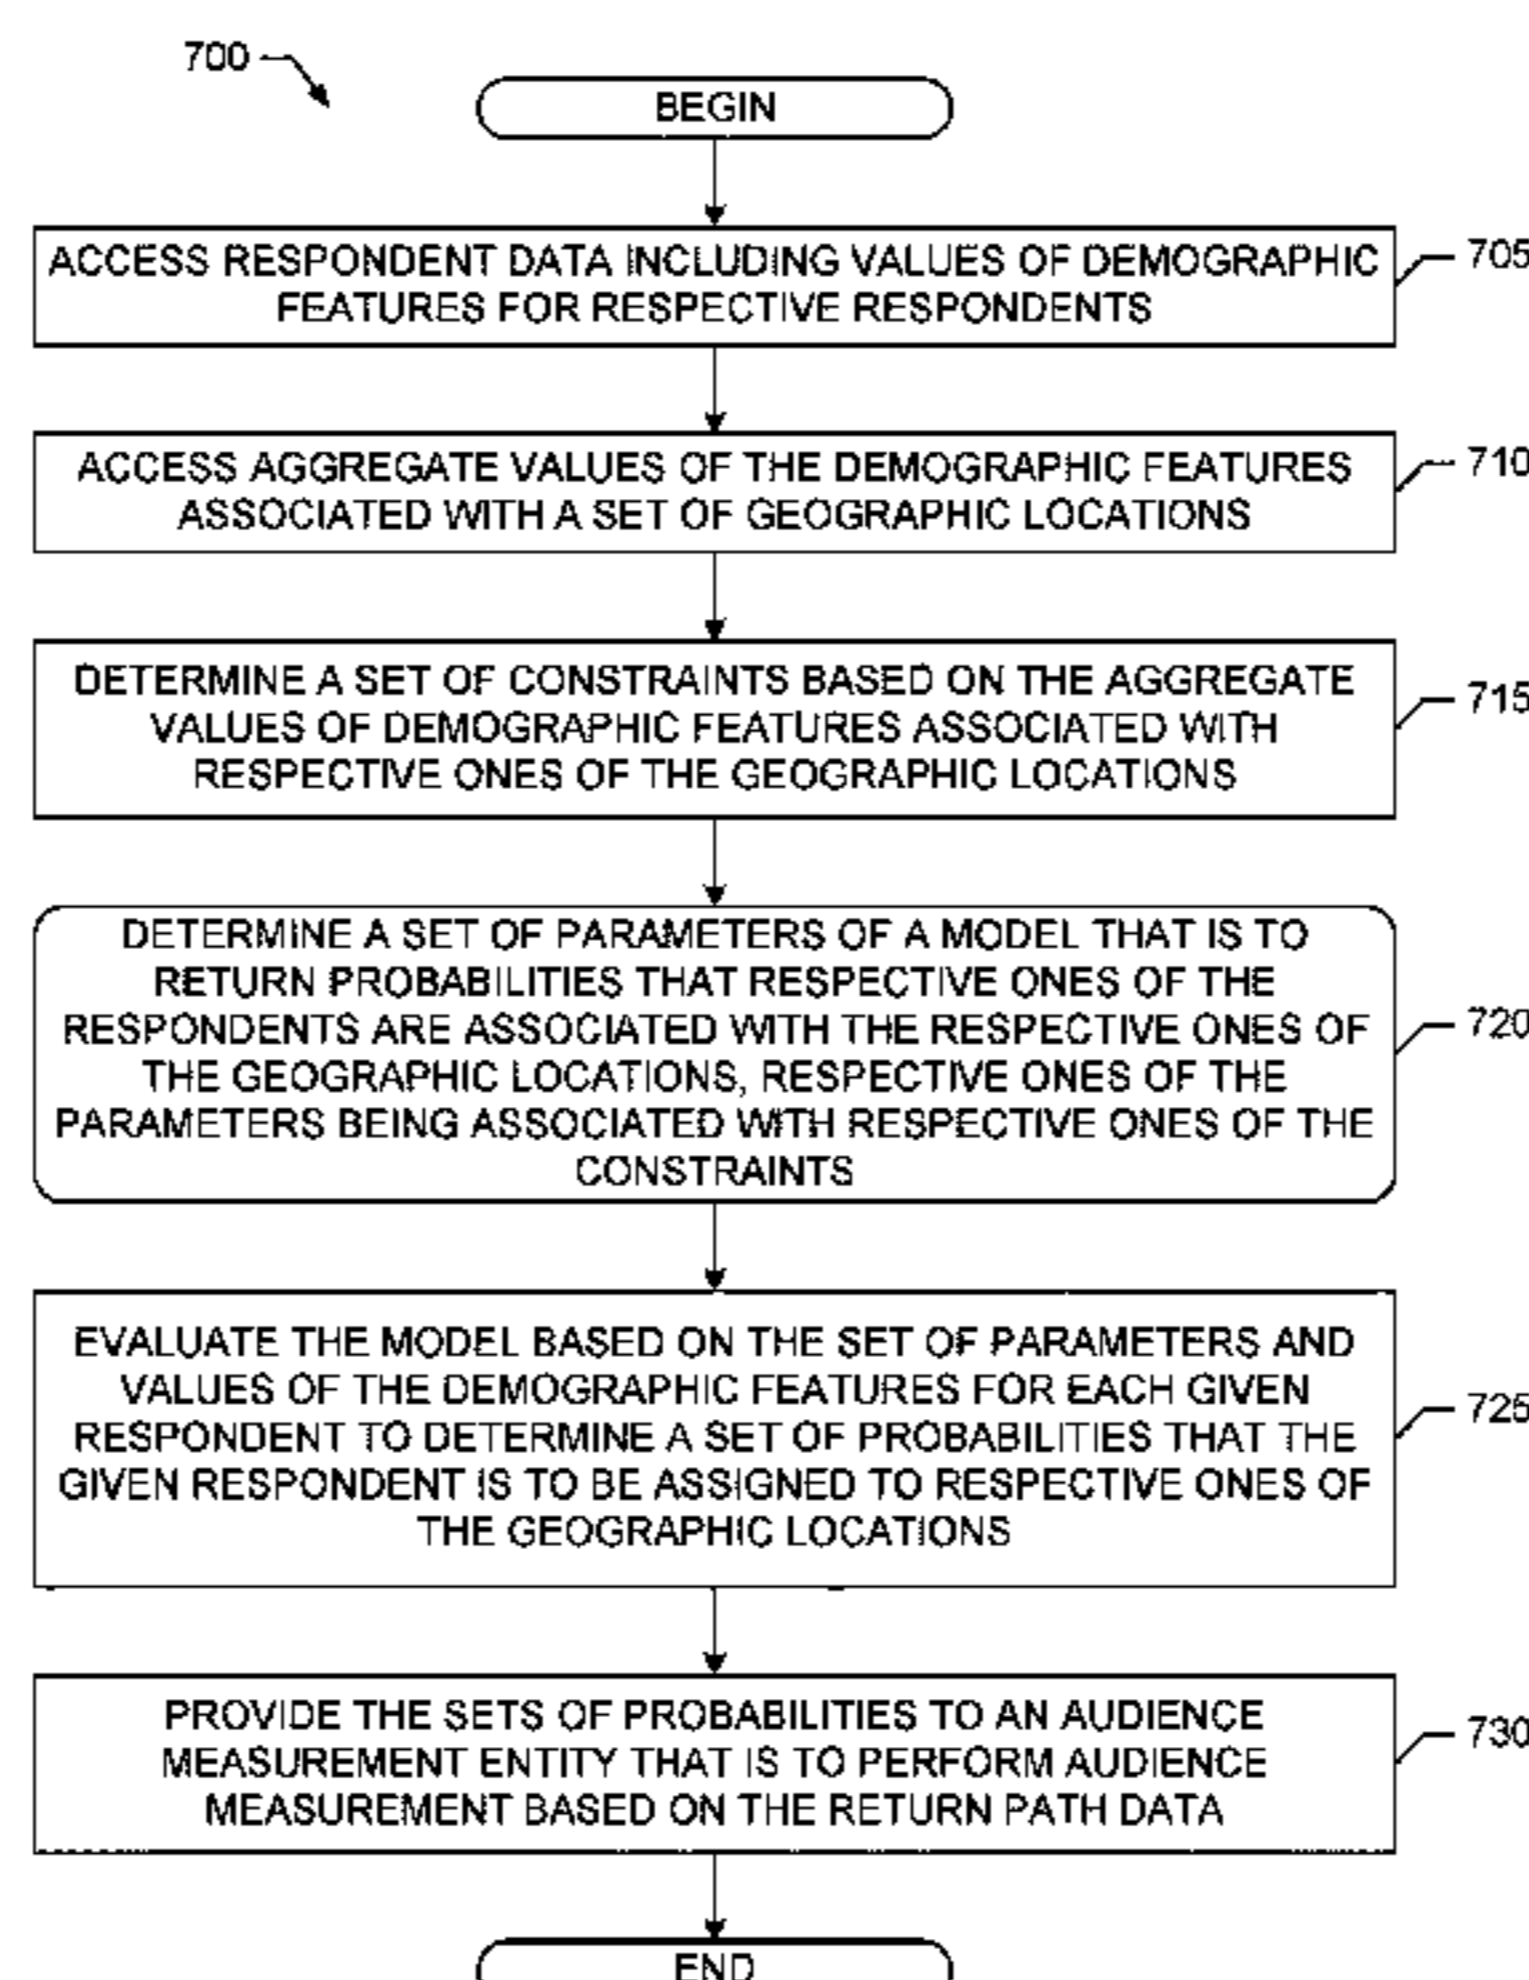 700
BEGIN
ACCESS RESPONDENT DATA INCLUDING VALUES OF DEMOGRAPHIC
FEATURES FOR RESPECTIVE RESPONDENTS
705
ACCESS AGGREGATE VALUES OF THE DEMOGRAPHIC FEATURES
ASSOCIATED WITH A SET OF GEOGRAPHIC LOCATIONS
710
DETERMINE A SET OF CONSTRAINTS BASED ON THE AGGREGATE
VALUES OF DEMOGRAPHIC FEATURES ASSOCIATED WITH
RESPECTIVE ONES OF THE GEOGRAPHIC LOCATIONS
715
DETERMINE A SET OF PARAMETERS OF A MODEL THAT IS TO
RETURN PROBABILITIES THAT RESPECTIVE ONES OF THE
RESPONDENTS ARE ASSOCIATED WITH THE RESPECTIVE ONES OF
THE GEOGRAPHIC LOCATIONS, RESPECTIVE ONES OF THE
PARAMETERS BEING ASSOCIATED WITH RESPECTIVE ONES OF THE
CONSTRAINTS
720
EVALUATE THE MODEL BASED ON THE SET OF PARAMETERS AND
VALUES OF THE DEMOGRAPHIC FEATURES FOR EACH GIVEN
RESPONDENT TO DETERMINE A SET OF PROBABILITIES THAT THE
GIVEN RESPONDENT IS TO BE ASSIGNED TO RESPECTIVE ONES OF
THE GEOGRAPHIC LOCATIONS
725
PROVIDE THE SETS OF PROBABILITIES TO AN AUDIENCE
MEASUREMENT ENTITY THAT IS TO PERFORM AUDIENCE
MEASUREMENT BASED ON THE RETURN PATH DATA
730
END